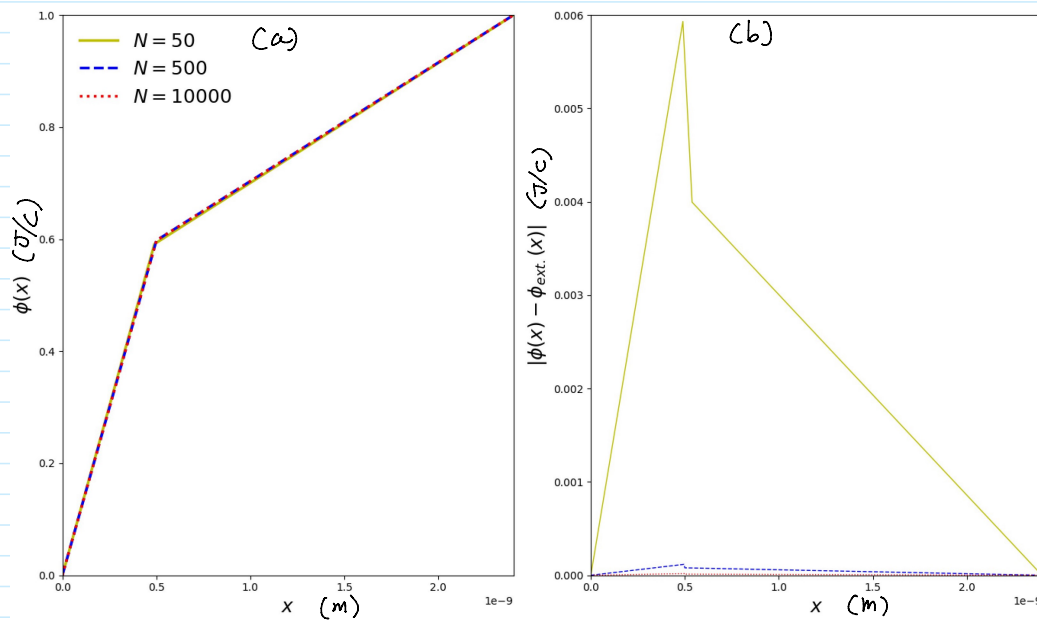 (a)
N = 50
N = 500
N = 10000
1.0
0.8
0.6
0.4
0.2
0.0
ϕ(x) (J/C)
0.0 0.5 1.0 1.5 2.0
1e−9
x (m)
(b)
0.006
0.005
0.004
0.003
0.002
0.001
0.000
|ϕ(x) − ϕext.(x)| (J/C)
0.0 0.5 1.0 1.5 2.0
1e−9
x (m)